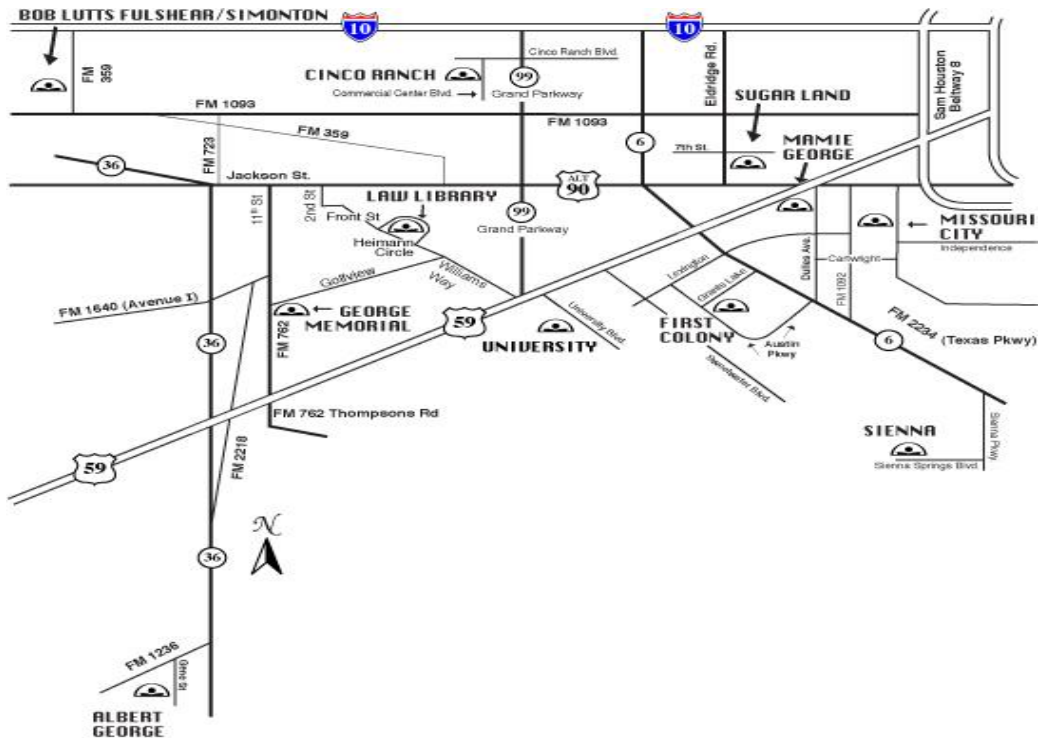 BOB LUTTS FULSHEAR/SIMONTON
10
10
FM 359
CINCO RANCH
Cinco Ranch Blvd.
99
Commercial Center Blvd.
Grand Parkway
Eldridge Rd.
Sam Houston Beltway 8
SUGAR LAND
FM 1093
FM 1093
FM 359
FM 723
36
6
7th St.
MAMIE
GEORGE
Jackson St.
ALT
90
11th St
2nd St
LAW LIBRARY
Front St
Heimann
Circle
99
Grand Parkway
MISSOURI
CITY
Independence
Dulles Ave.
Cartwright
FM 1092
Golfview
Williams
Way
Lexington
Grants Lake
FM 1640 (Avenue I)
GEORGE
MEMORIAL
FM 762
59
UNIVERSITY
University Blvd.
FIRST
COLONY
Austin
Pkwy
Sweetwater Blvd.
FM 2234 (Texas Pkwy)
6
36
FM 762 Thompsons Rd
FM 2218
59
SIENNA
Sienna Springs Blvd.
Sienna Pkwy
N
36
FM 1236
Gene St
ALBERT
GEORGE